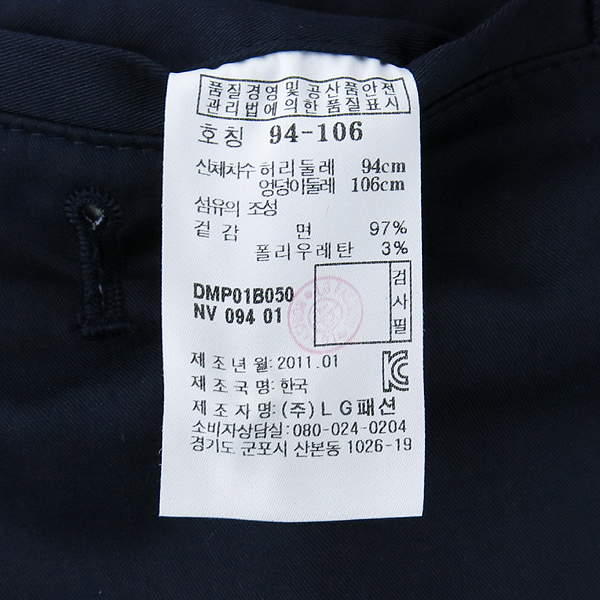 품질경영및공산품안전
관리법에의한품질표시
호칭 94-106
신체치수 허리둘레 94cm
엉덩이둘레 106cm
섬유의 조성
겉감 면 97%
폴리우레탄 3%
DMP01B050
NV 094 01
검사필
제조년월: 2011.01
제조국명: 한국
제조자명: (주)LG패션
소비자상담실: 080-024-0204
경기도 군포시 산본동 1026-19